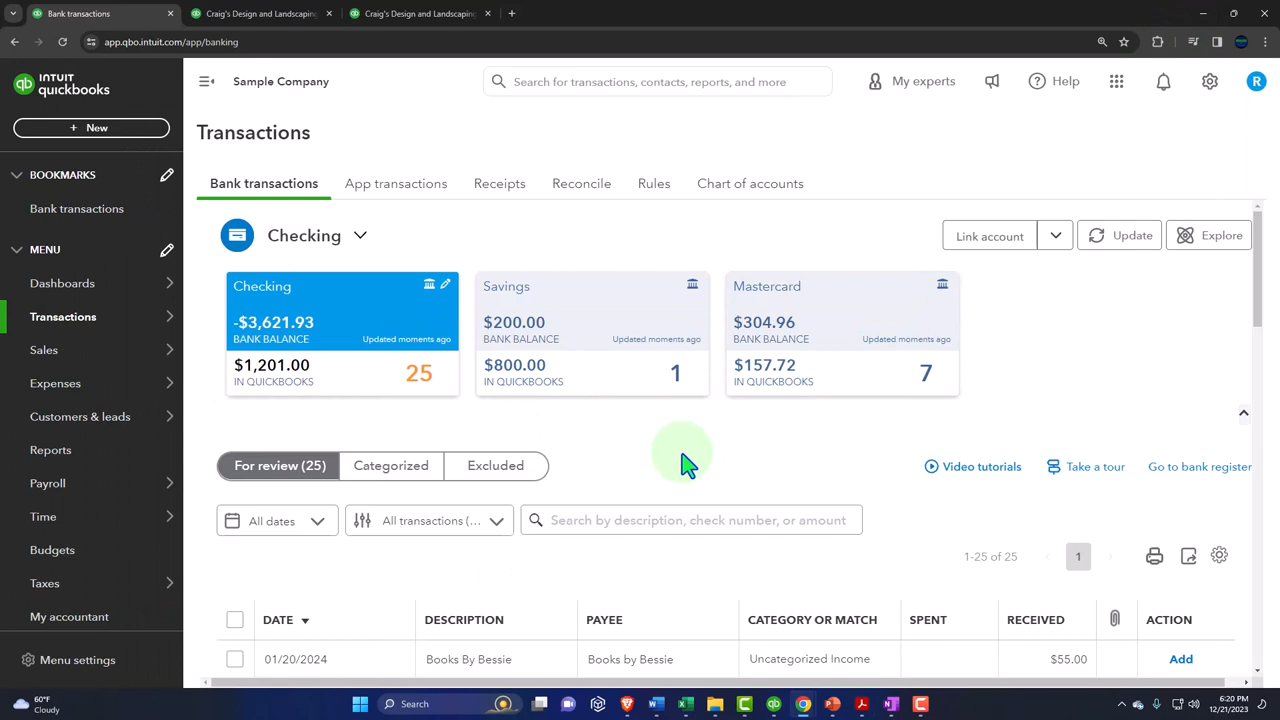 Bank transactions
Craig's Design and Landscaping
Craig's Design and Landscaping
app.qbo.intuit.com/app/banking
INTUIT
quickbooks
Sample Company
Search for transactions, contacts, reports, and more
My experts
Help
R
+ New
Transactions
BOOKMARKS
Bank transactions
MENU
Dashboards
Transactions
Sales
Expenses
Customers & leads
Reports
Payroll
Time
Budgets
Taxes
My accountant
Menu settings
Bank transactions App transactions Receipts Reconcile Rules Chart of accounts
Checking
Link account Update Explore
Checking
-$3,621.93
BANK BALANCE Updated moments ago
$1,201.00
IN QUICKBOOKS
25
Savings
$200.00
BANK BALANCE Updated moments ago
$800.00
IN QUICKBOOKS
1
Mastercard
$304.96
BANK BALANCE Updated moments ago
$157.72
IN QUICKBOOKS
7
For review (25) Categorized Excluded
Video tutorials Take a tour Go to bank register
All dates All transactions (... Search by description, check number, or amount
1-25 of 25 1
DATE DESCRIPTION PAYEE CATEGORY OR MATCH SPENT RECEIVED ACTION
01/20/2024 Books By Bessie Books by Bessie Uncategorized Income $55.00 Add
60°F
Cloudy
Search
6:20 PM
12/21/2023